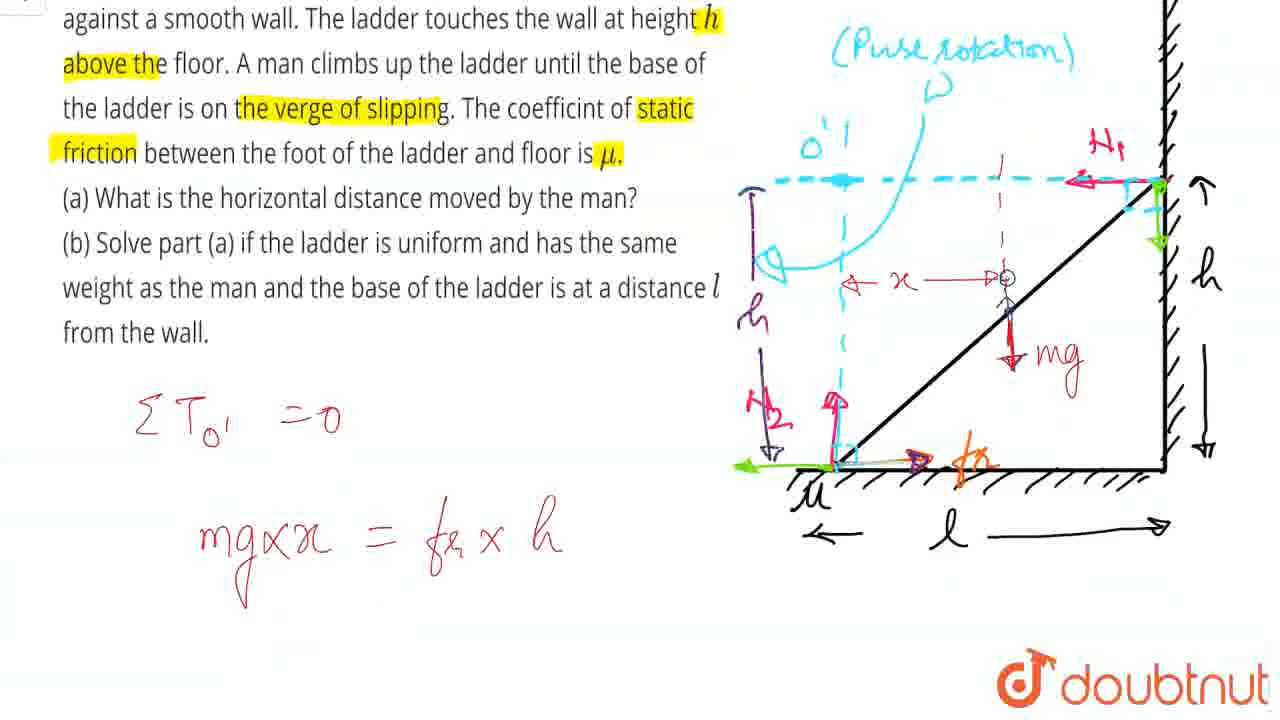 against a smooth wall. The ladder touches the wall at height h
above the floor. A man climbs up the ladder until the base of
the ladder is on the verge of slipping. The coefficint of static
friction between the foot of the ladder and floor is μ.
(a) What is the horizontal distance moved by the man?
(b) Solve part (a) if the ladder is uniform and has the same
weight as the man and the base of the ladder is at a distance l
from the wall.
(Pure rotation)
O'
N1
h
x
h
mg
N2
fr
μ
l
Στo' = 0
mg × x = fr × h
doubtnut